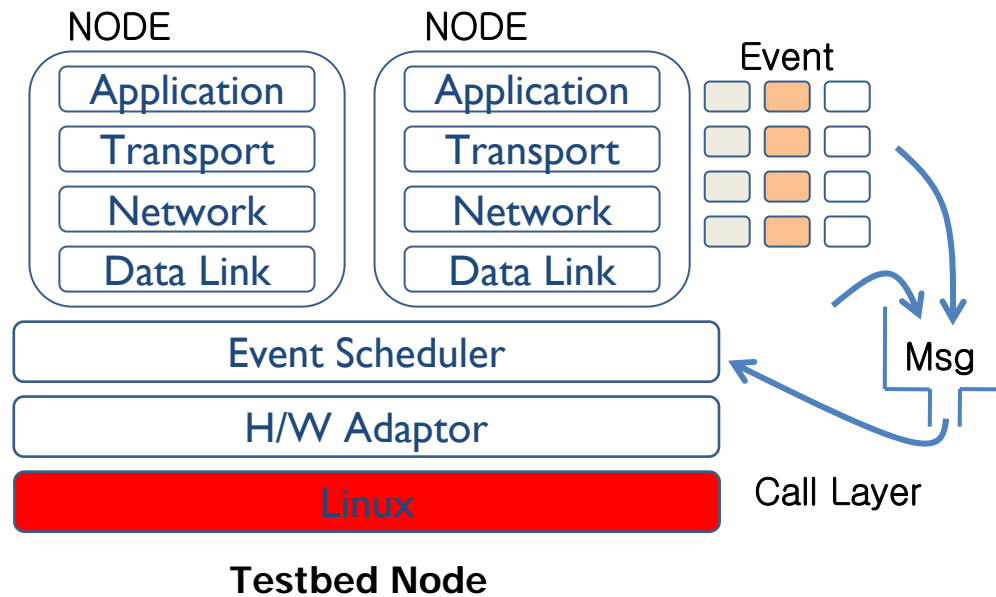 NODE
NODE
Event
Application
Application
Transport
Transport
Network
Network
Data Link
Data Link
Event Scheduler
Msg
H/W Adaptor
Linux
Call Layer
Testbed Node